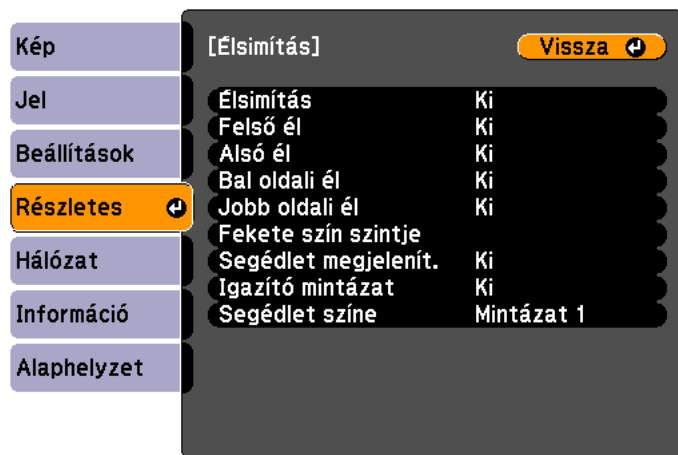 Kép
Jel
Beállítások
Részletes
Hálózat
Információ
Alaphelyzet
[Élsimítás] Vissza
Élsimítás Ki
Felső él Ki
Alsó él Ki
Bal oldali él Ki
Jobb oldali él Ki
Fekete szín szintje
Segédlet megjelenít. Ki
Igazító mintázat Ki
Segédlet színe Mintázat 1